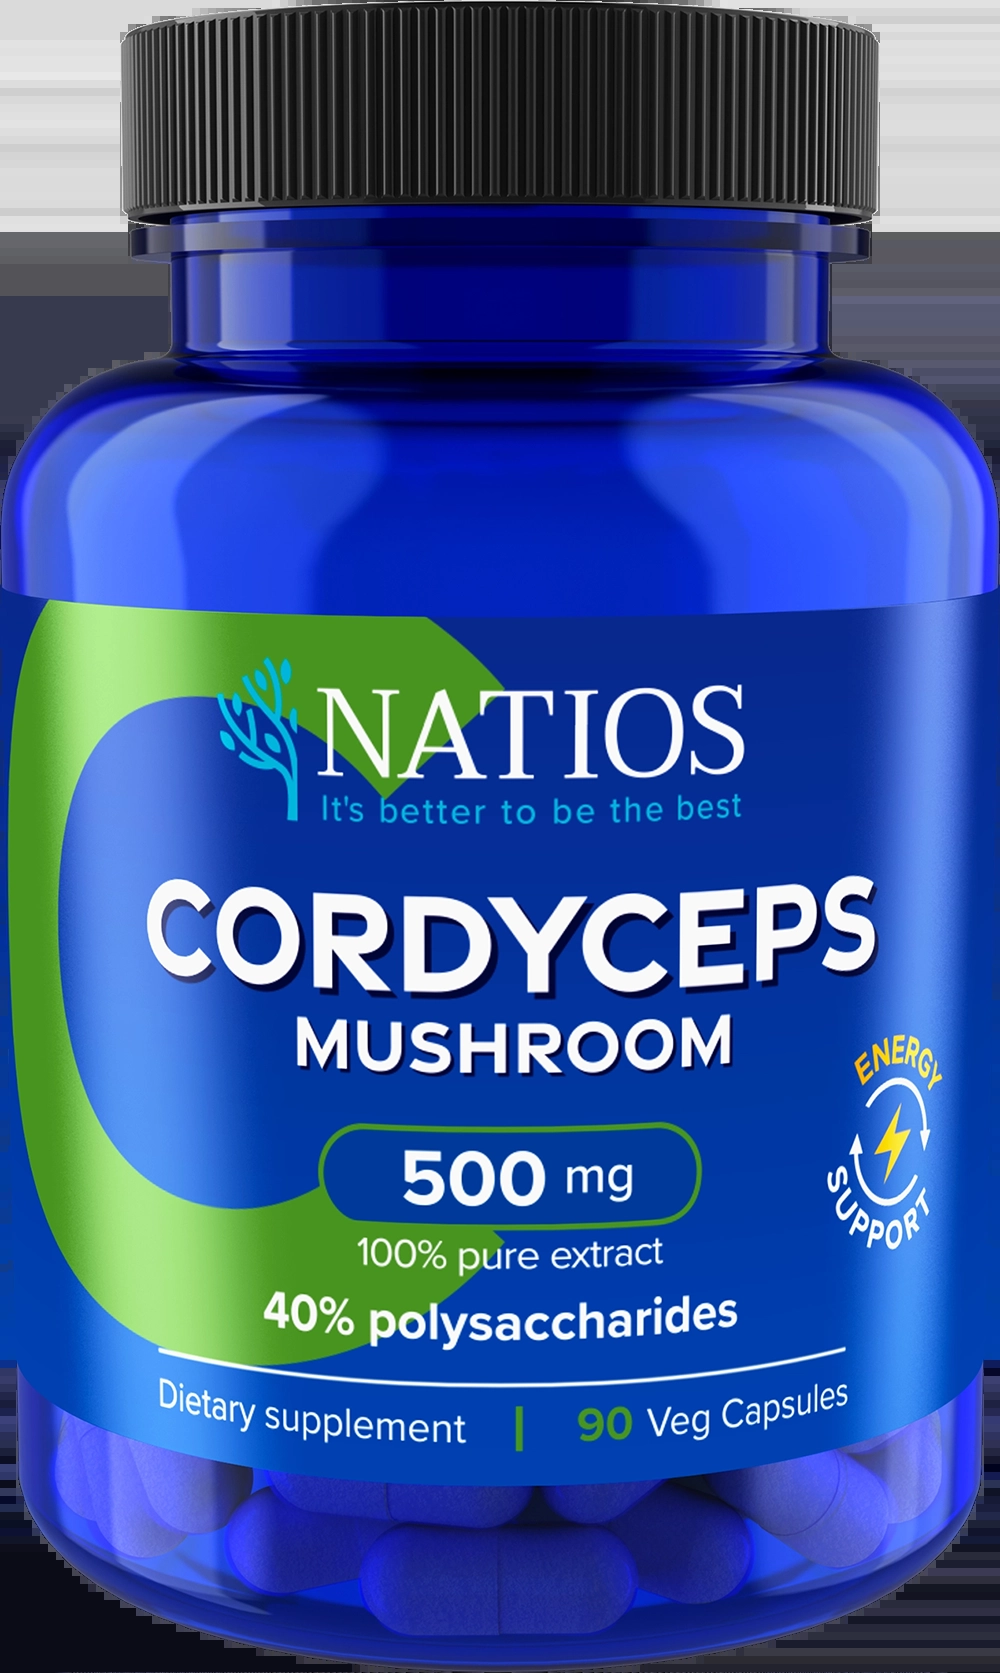 NATIOS
It's better to be the best
CORDYCEPS
MUSHROOM
500 mg
100% pure extract
40% polysaccharides
ENERGY
SUPPORT
Dietary supplement | 90 Veg Capsules